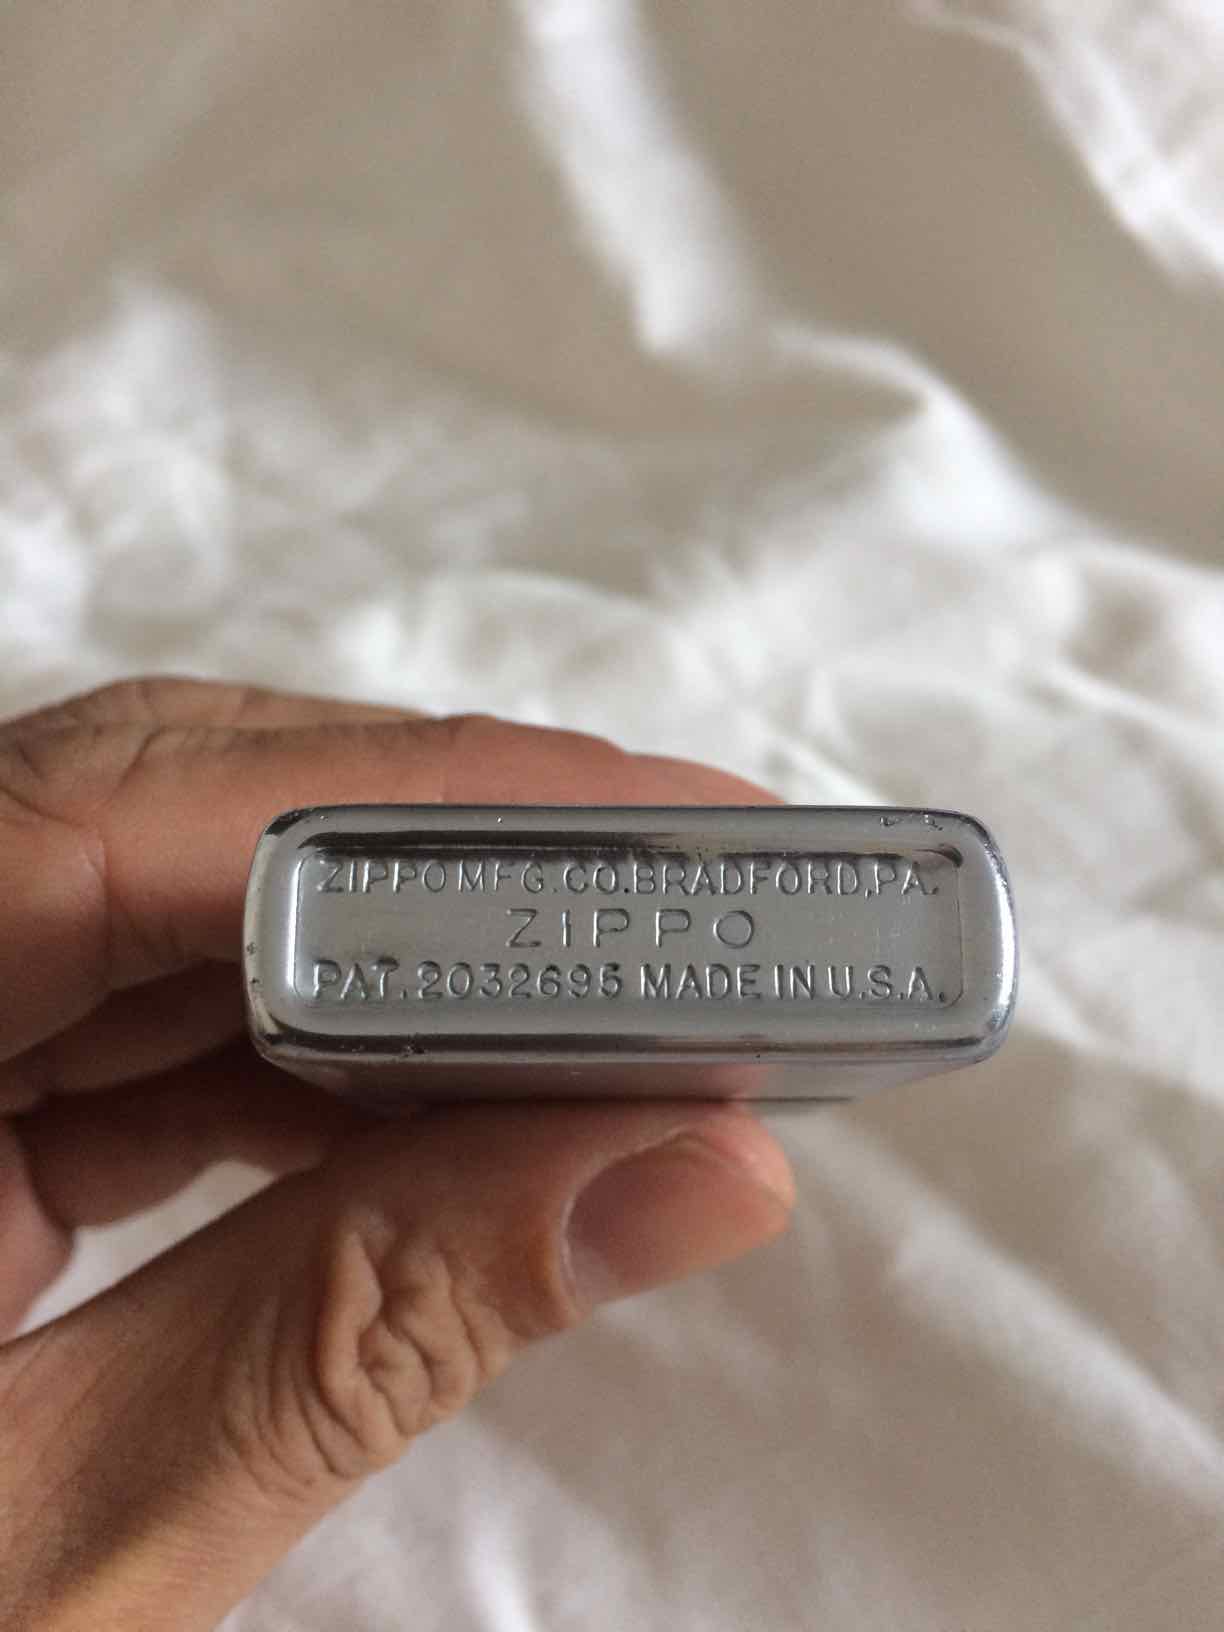 ZIPPO MFG. CO. BRADFORD, PA.
ZIPPO
PAT. 2032695 MADE IN U.S.A.